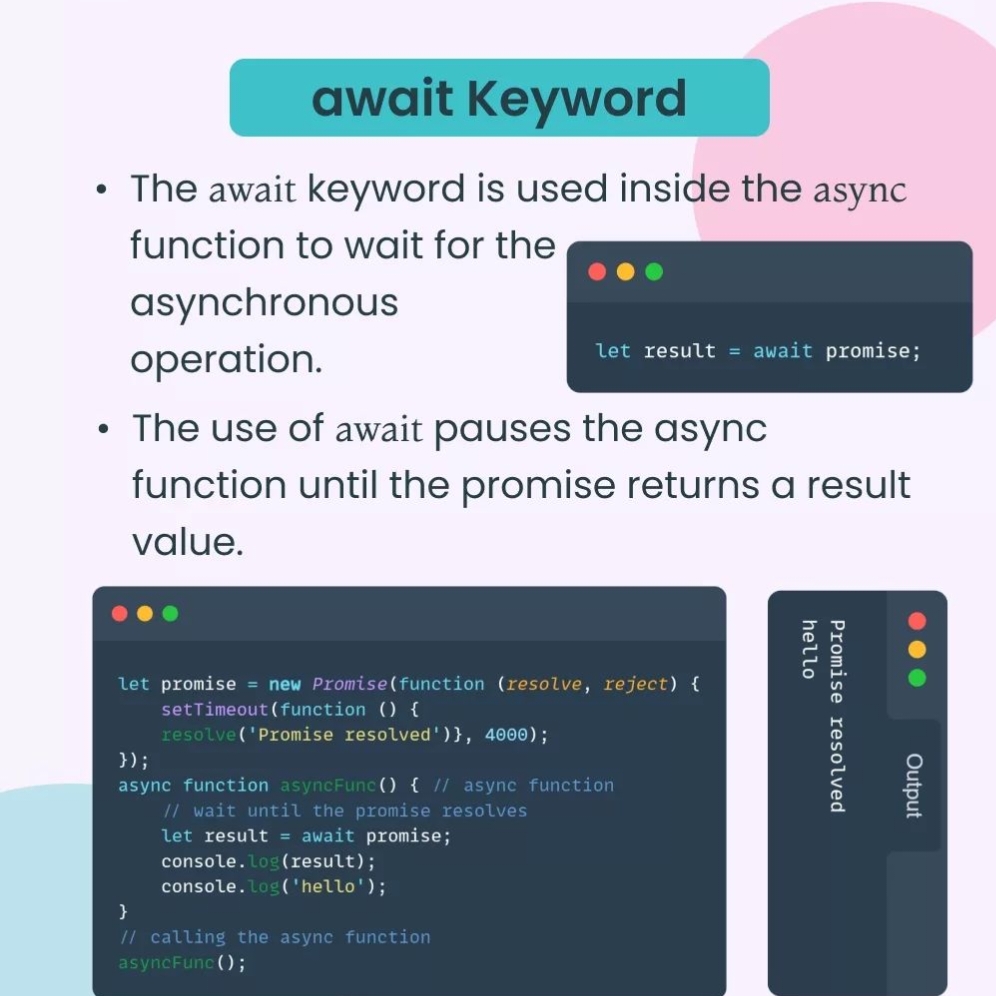 await Keyword
• The await keyword is used inside the async
function to wait for the
asynchronous
operation.
let result = await promise;
• The use of await pauses the async
function until the promise returns a result
value.
let promise = new Promise(function (resolve, reject) {
    setTimeout(function () {
    resolve('Promise resolved')}, 4000);
});
async function asyncFunc() { // async function
    // wait until the promise resolves
    let result = await promise;
    console.log(result);
    console.log('hello');
}
// calling the async function
asyncFunc();
Output
Promise resolved
hello